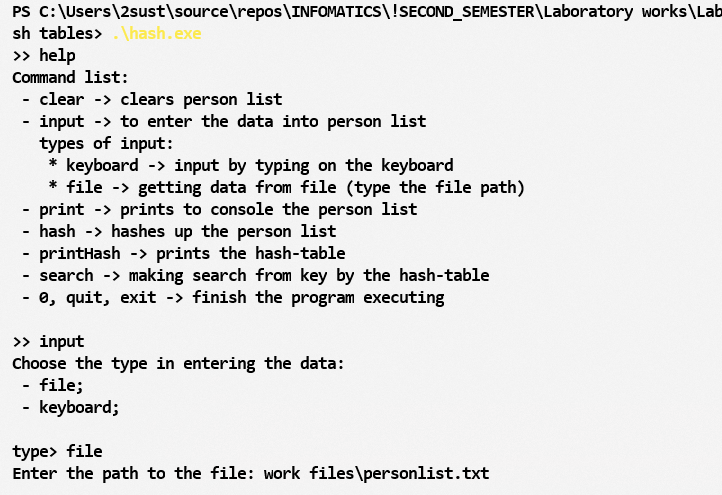 PS C:\Users\2sust\source\repos\INFOMATICS\!SECOND_SEMESTER\Laboratory works\Lab
sh tables> .\hash.exe
>> help
Command list:
 - clear -> clears person list
 - input -> to enter the data into person list
   types of input:
    * keyboard -> input by typing on the keyboard
    * file -> getting data from file (type the file path)
 - print -> prints to console the person list
 - hash -> hashes up the person list
 - printHash -> prints the hash-table
 - search -> making search from key by the hash-table
 - 0, quit, exit -> finish the program executing

>> input
Choose the type in entering the data:
 - file;
 - keyboard;

type> file
Enter the path to the file: work files\personlist.txt